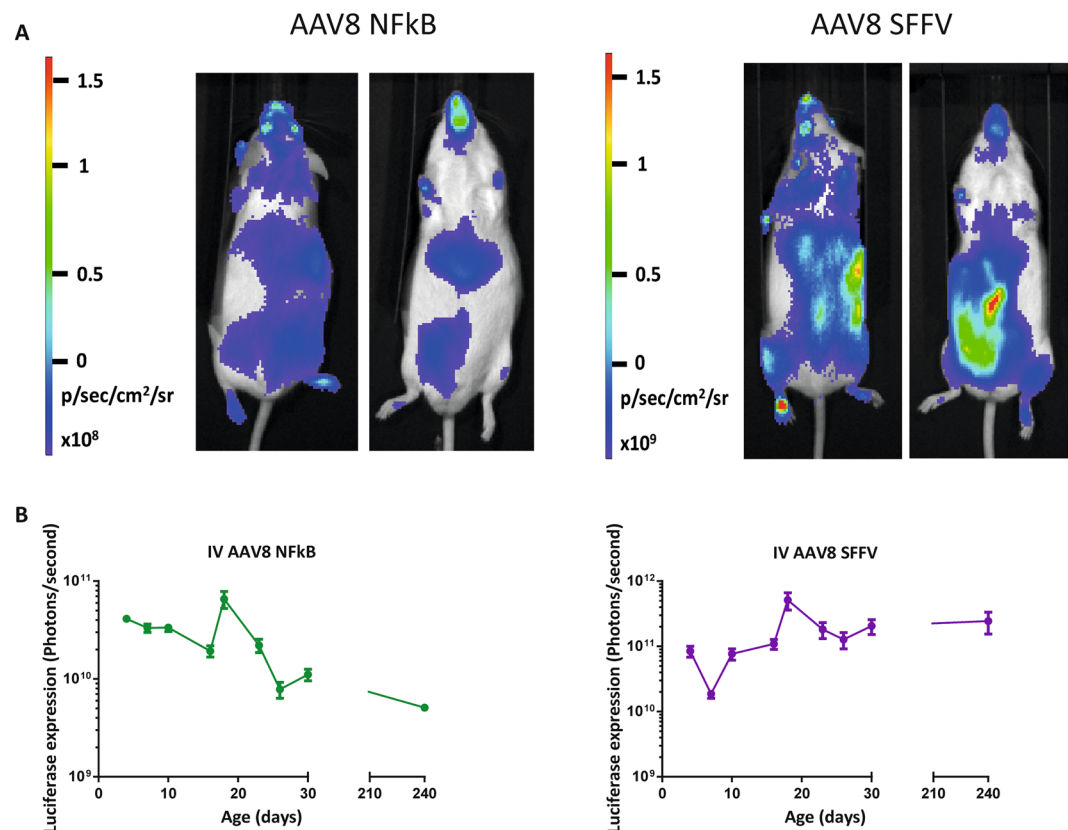 A
AAV8 NFkB
AAV8 SFFV
1.5
1
0.5
0
p/sec/cm²/sr
x10⁸
1.5
1
0.5
0
p/sec/cm²/sr
x10⁹
B
IV AAV8 NFkB
Luciferase expression (Photons/second)
10¹¹
10¹⁰
10⁹
0 10 20 30 210 240
Age (days)
IV AAV8 SFFV
Luciferase expression (Photons/second)
10¹²
10¹¹
10¹⁰
10⁹
0 10 20 30 210 240
Age (days)